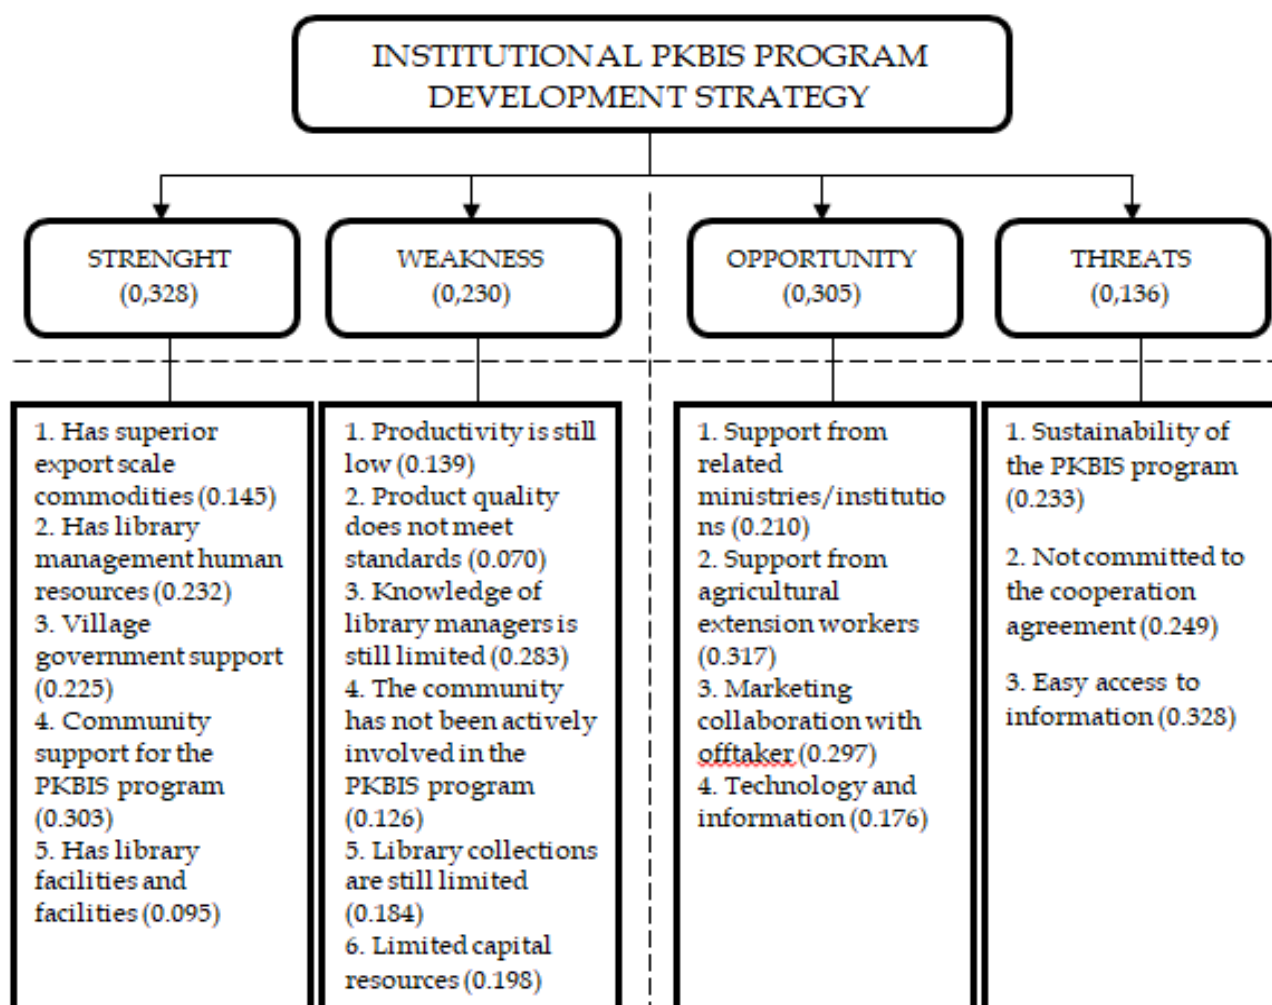 INSTITUTIONAL PKBIS PROGRAM
DEVELOPMENT STRATEGY
STRENGHT
(0,328)
WEAKNESS
(0,230)
OPPORTUNITY
(0,305)
THREATS
(0,136)
1. Has superior
export scale
commodities (0.145)
2. Has library
management human
resources (0.232)
3. Village
government support
(0.225)
4. Community
support for the
PKBIS program
(0.303)
5. Has library
facilities and
facilities (0.095)
1. Productivity is still
low (0.139)
2. Product quality
does not meet
standards (0.070)
3. Knowledge of
library managers is
still limited (0.283)
4. The community
has not been actively
involved in the
PKBIS program
(0.126)
5. Library collections
are still limited
(0.184)
6. Limited capital
resources (0.198)
1. Support from
related
ministries/institutio
ns (0.210)
2. Support from
agricultural
extension workers
(0.317)
3. Marketing
collaboration with
offtaker (0.297)
4. Technology and
information (0.176)
1. Sustainability of
the PKBIS program
(0.233)
2. Not committed to
the cooperation
agreement (0.249)
3. Easy access to
information (0.328)